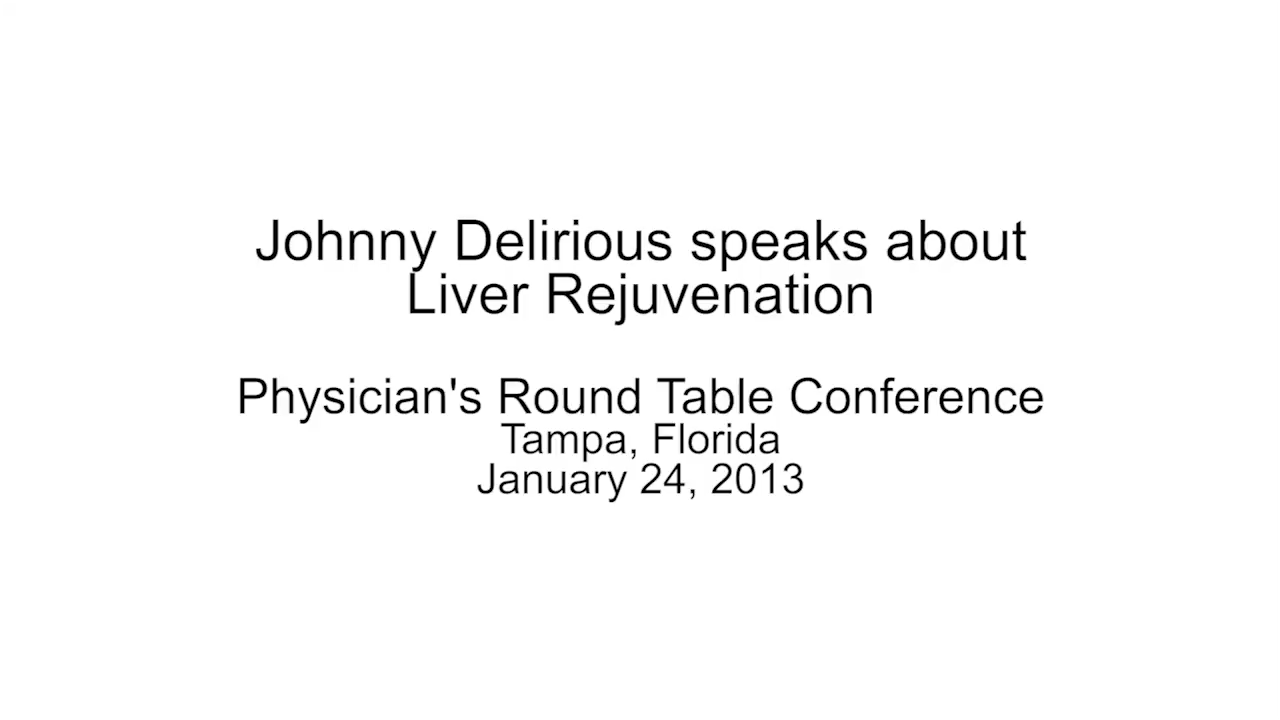 Johnny Delirious speaks about
Liver Rejuvenation
Physician's Round Table Conference
Tampa, Florida
January 24, 2013